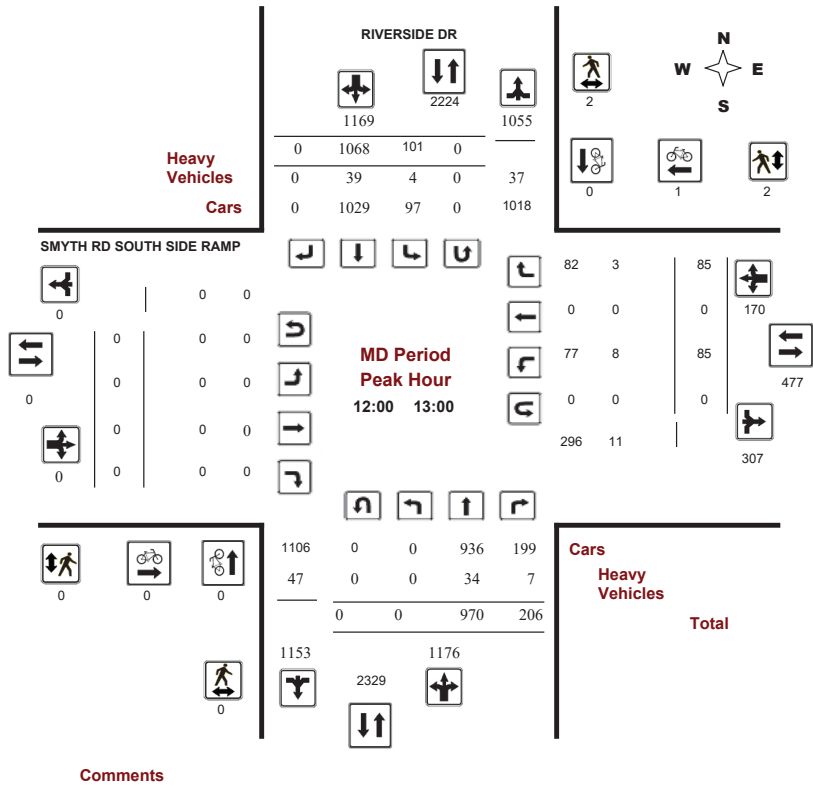 RIVERSIDE DR
N
W E
S
2224
2
1169 1055
0 1068 101 0
Heavy
Vehicles
0 39 4 0 37
0 1 2
Cars
0 1029 97 0 1018
SMYTH RD SOUTH SIDE RAMP
82 3 85
0 0 0
0 0 0 170
0 0 0
MD Period
Peak Hour
77 8 85
477
0 0 0
0
12:00 13:00
0 0 0
0 0 0
296 11
307
0 0 0 0
1106 0 0 936 199
Cars
47 0 0 34 7
Heavy
Vehicles
0 0 0
0 0 970 206
Total
1153 1176
2329
0
Comments